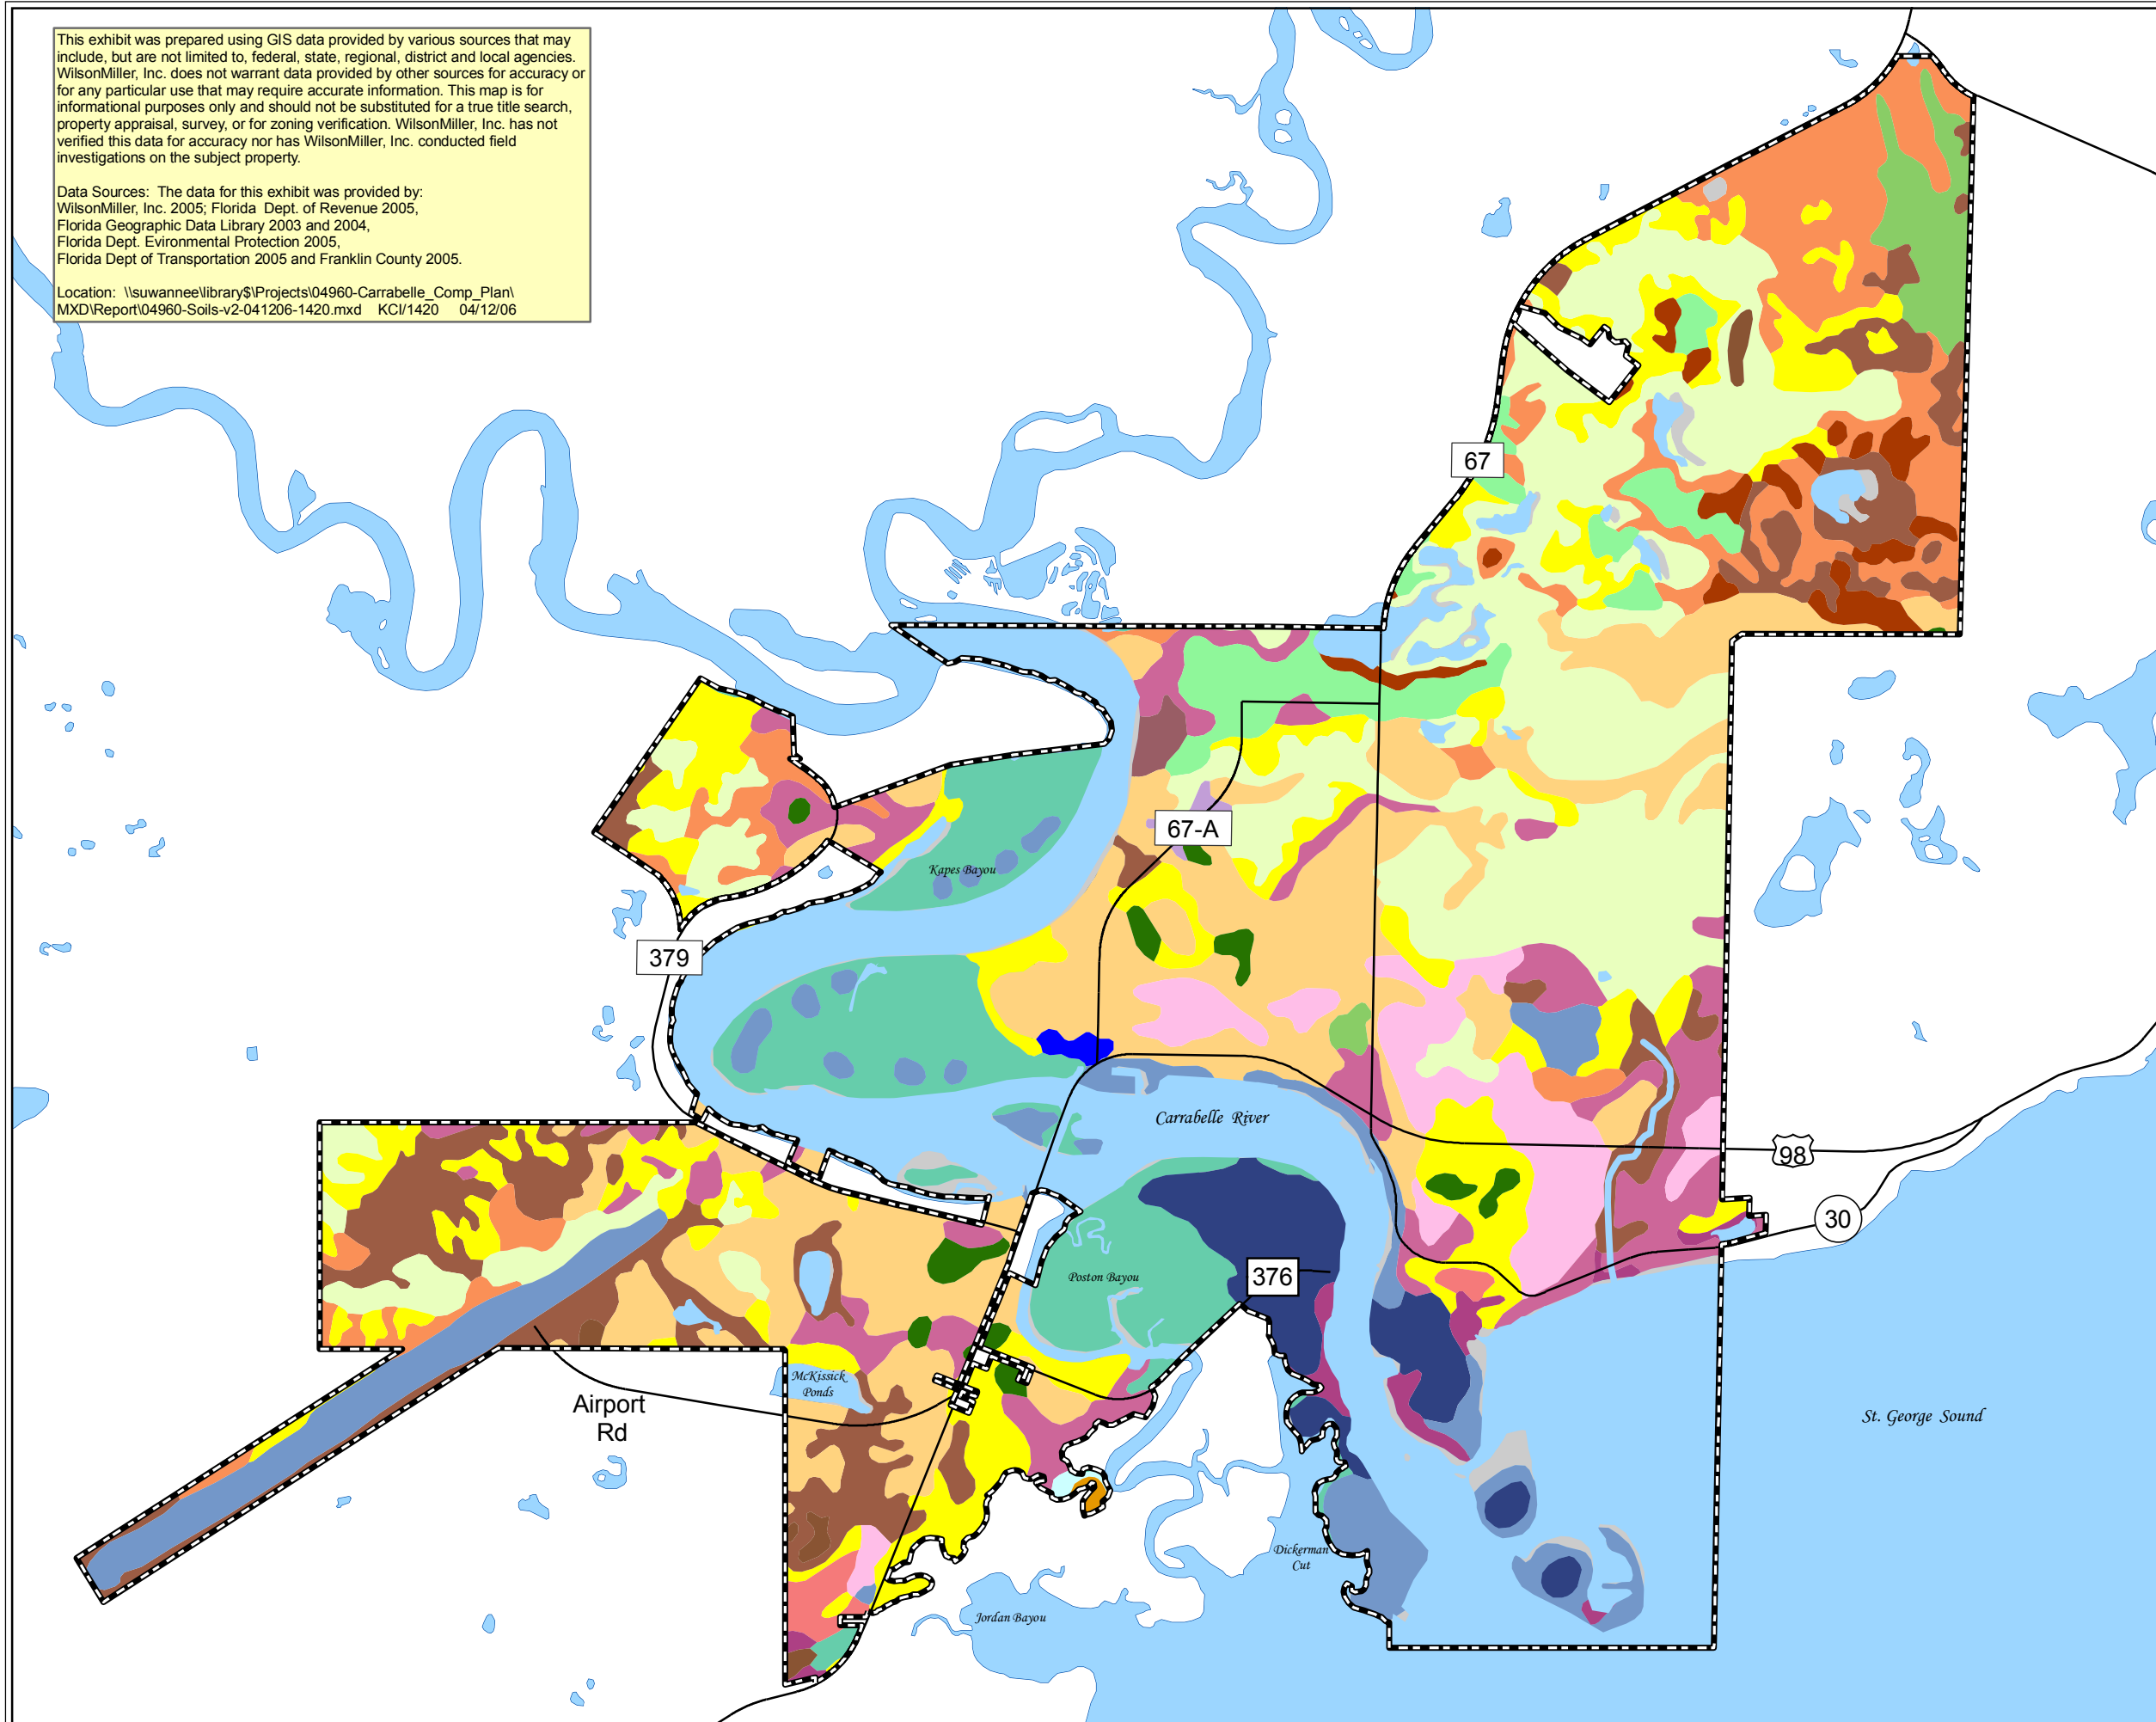 This exhibit was prepared using GIS data provided by various sources that may
include, but are not limited to, federal, state, regional, district and local agencies.
WilsonMiller, Inc. does not warrant data provided by other sources for accuracy or
for any particular use that may require accurate information. This map is for
informational purposes only and should not be substituted for a true title search,
property appraisal, survey, or for zoning verification. WilsonMiller, Inc. has not
verified this data for accuracy nor has WilsonMiller, Inc. conducted field
investigations on the subject property.
Data Sources: The data for this exhibit was provided by:
WilsonMiller, Inc. 2005; Florida Dept. of Revenue 2005,
Florida Geographic Data Library 2003 and 2004,
Florida Dept. Evironmental Protection 2005,
Florida Dept of Transportation 2005 and Franklin County 2005.
Location: \\suwannee\library$\Projects\04960-Carrabelle_Comp_Plan\
MXD\Report\04960-Soils-v2-041206-1420.mxd KCI/1420 04/12/06
67
67-A
Kapes Bayou
379
Carrabelle River
98
30
Poston Bayou
376
McKissick
Ponds
Airport
Rd
St. George Sound
Dickerman
Cut
Jordan Bayou